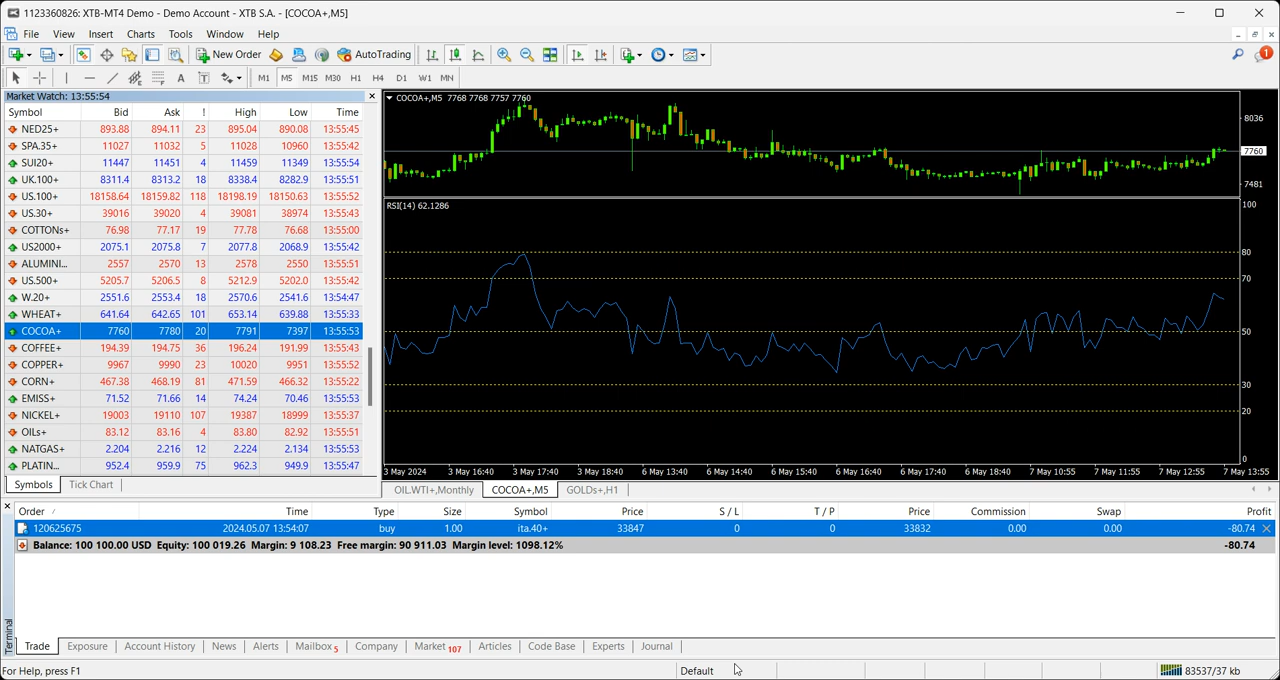 1123360826: XTB-MT4 Demo - Demo Account - XTB S.A. - [COCOA+,M5]
File View Insert Charts Tools Window Help
New Order AutoTrading 1
A T M1 M5 M15 M30 H1 H4 D1 W1 MN
Market Watch: 13:55:54
Symbol Bid Ask ! High Low Time
NED25+ 893.88 894.11 23 895.04 890.08 13:55:45
SPA.35+ 11027 11032 5 11028 10960 13:55:42
SUI20+ 11447 11451 4 11459 11349 13:55:54
UK.100+ 8311.4 8313.2 18 8338.4 8282.9 13:55:51
US.100+ 18158.64 18159.82 118 18198.19 18150.63 13:55:52
US.30+ 39016 39020 4 39081 38974 13:55:43
COTTONs+ 76.98 77.17 19 77.78 76.68 13:55:00
US2000+ 2075.1 2075.8 7 2077.8 2068.9 13:55:42
ALUMINI... 2557 2570 13 2578 2550 13:55:51
US.500+ 5205.7 5206.5 8 5212.9 5202.0 13:55:42
W.20+ 2551.6 2553.4 18 2570.6 2541.6 13:54:47
WHEAT+ 641.64 642.65 101 653.14 639.88 13:55:33
COCOA+ 7760 7780 20 7791 7397 13:55:53
COFFEE+ 194.39 194.75 36 196.24 191.99 13:55:43
COPPER+ 9967 9990 23 10020 9951 13:55:52
CORN+ 467.38 468.19 81 471.59 466.32 13:55:22
EMISS+ 71.52 71.66 14 74.24 70.46 13:55:53
NICKEL+ 19003 19110 107 19387 18999 13:55:37
OILs+ 83.12 83.16 4 83.80 82.92 13:55:51
NATGAS+ 2.204 2.216 12 2.224 2.134 13:55:53
PLATIN... 952.4 959.9 75 962.3 949.9 13:55:47
Symbols Tick Chart
COCOA+,M5 7768 7768 7757 7760
8036
7760
7481
RSI(14) 62.1286
100
80
70
50
30
20
0
3 May 2024 3 May 16:40 3 May 17:40 3 May 18:40 6 May 13:40 6 May 14:40 6 May 15:40 6 May 16:40 6 May 17:40 6 May 18:40 7 May 10:55 7 May 11:55 7 May 12:55 7 May 13:55
OIL.WTI+,Monthly COCOA+,M5 GOLDs+,H1
Order / Time Type Size Symbol Price S / L T / P Price Commission Swap Profit
120625675 2024.05.07 13:54:07 buy 1.00 ita.40+ 33847 0 0 33832 0.00 0.00 -80.74
Balance: 100 100.00 USD Equity: 100 019.26 Margin: 9 108.23 Free margin: 90 911.03 Margin level: 1098.12% -80.74
Terminal
Trade Exposure Account History News Alerts Mailbox 5 Company Market 107 Articles Code Base Experts Journal
For Help, press F1 Default 83537/37 kb